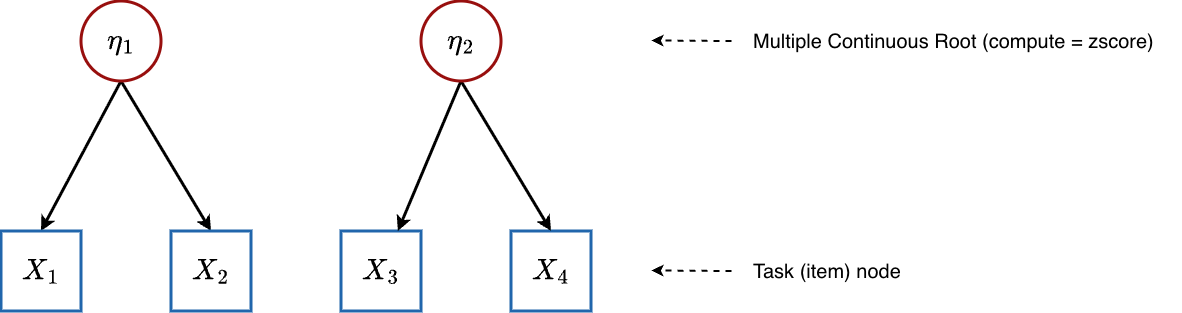 η₁ η₂ Multiple Continuous Root (compute = zscore)
X₁ X₂ X₃ X₄ Task (item) node